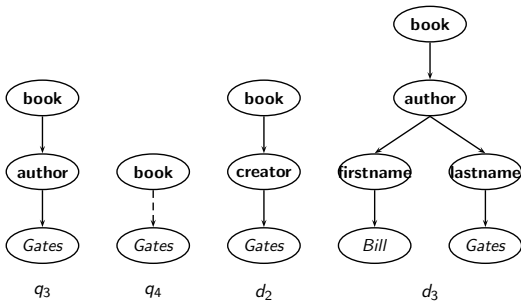 book
book
book
author
author
book
creator
firstname
lastname
Gates
Gates
Gates
Bill
Gates
q3
q4
d2
d3